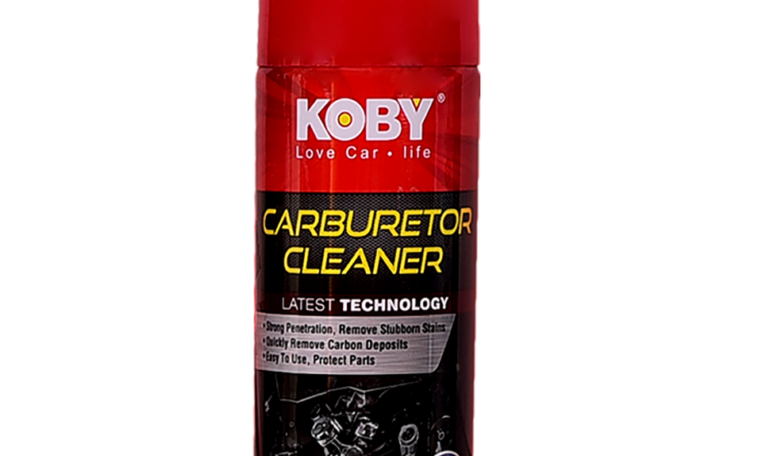 KOBY®
Love Car • life
CARBURETOR
CLEANER
LATEST TECHNOLOGY
• Strong Penetration, Remove Stubborn Stains
• Quickly Remove Carbon Deposits
• Easy To Use, Protect Parts